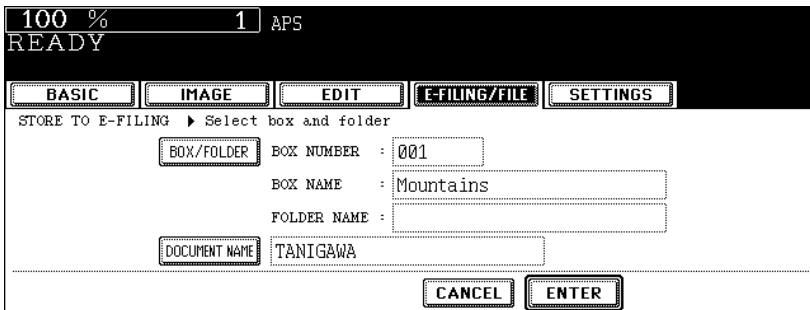 100 % 1 APS
READY
BASIC IMAGE EDIT E-FILING/FILE SETTINGS
STORE TO E-FILING ▶ Select box and folder
BOX/FOLDER BOX NUMBER : 001
BOX NAME : Mountains
FOLDER NAME :
DOCUMENT NAME TANIGAWA
CANCEL ENTER